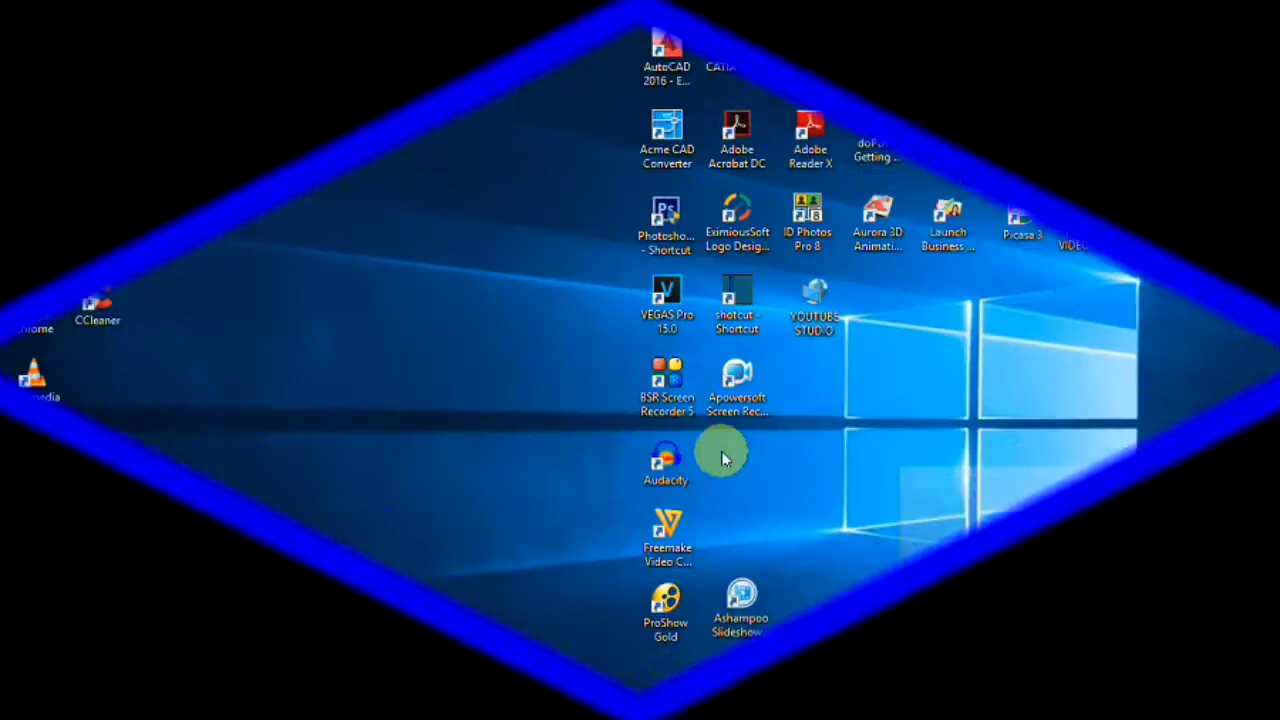 AutoCAD
2016 - E...
CATIA
Acme CAD
Converter
Adobe
Acrobat DC
Adobe
Reader X
doPDF
Getting ...
Photosho...
- Shortcut
EximiousSoft
Logo Desig...
ID Photos
Pro 8
Aurora 3D
Animati...
Launch
Business ...
Picasa 3
VIDEO
VEGAS Pro
15.0
shotcut -
Shortcut
YOUTUBE
STUDIO
CCleaner
BSR Screen
Recorder 5
Apowersoft
Screen Rec...
Audacity
Freemake
Video C...
ProShow
Gold
Ashampoo
Slideshow...